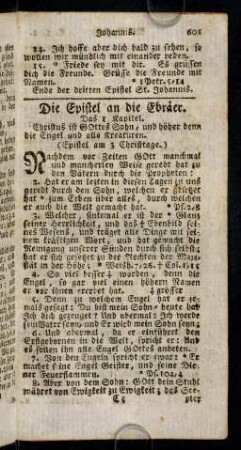 Johannis. 605
14. Ich hoffe aber dich bald zu sehen, so
wollen wir mündlich mit einander reden.
15. * Friede sey mit dir. Es grüssen
dich die Freunde. Grüsse die Freunde mit
Namen. * 1 Petr. 5:14
Ende der dritten Epistel St. Johannis.
Die Epistel an die Ebräer.
Das 1. Kapitel.
Christus ist Gottes Sohn, und höher denn
die Engel und alle Kreaturen.
(Epistel am 3 Christtage.)
Nachdem vor Zeiten Gott manchmal
und mancherley Weise geredt hat zu
den Vätern durch die Propheten:
2. Hat er am letzten in diesen Tagen zu uns
geredt durch den Sohn, welchen er gesetzt
hat * zum Erben über alles, durch welchen
er auch die Welt gemacht hat. * Ps. 2:8
3. Welcher, sintemal er ist der * Glanz
seiner Herrlichkeit, und das † Ebenbild sei-
nes Wesens, und träget alle Dinge mit sei-
nem kräftigen Wort, und hat gemacht die
Reinigung unserer Sünden durch sich selbst;
hat er sich gesetzt zu der Rechten der Maje-
stät in der Höhe: * Weish. 7:26. † Col. 1:15
4. So viel besser worden, denn die
Engel, so gar viel einen höhern Namen
er vor ihnen ererbet hat.
5. Denn zu welchem Engel hat er je-
mals gesagt: Du bist mein Sohn, heute hab
Ich dich gezeuget? Und abermal: Ich werde
sein Vater seyn, und Er wird mein Sohn seyn;
6. Und abermal, da er einführet den
Erstgebornen in die Welt, spricht er: Und
es sollen ihn alle Engel Gottes anbeten.
7. Von den Engeln spricht er zwar: * Er
machet seine Engel Geister, und seine Die-
ner Feuerflammen. * Ps. 104:4
8. Aber von dem Sohn: Gott dein Stuhl
währet von Ewigkeit zu Ewigkeit; das Sce-
pter